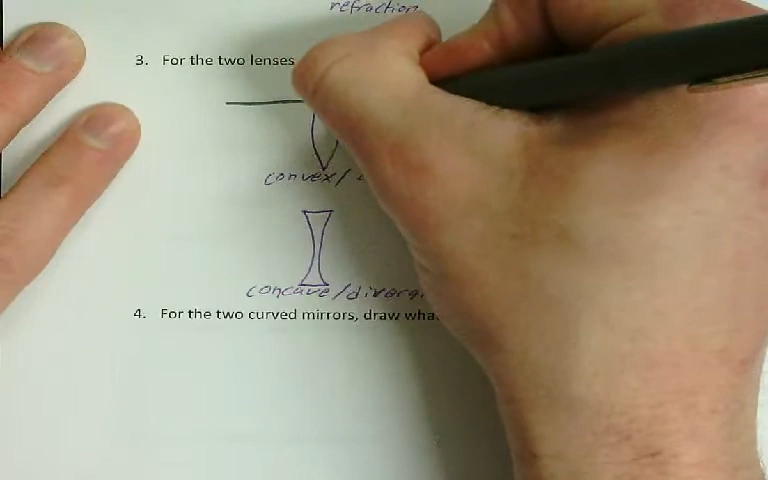 refraction
3. For the two lenses
convex/
concave/diverg
4. For the two curved mirrors, draw wha